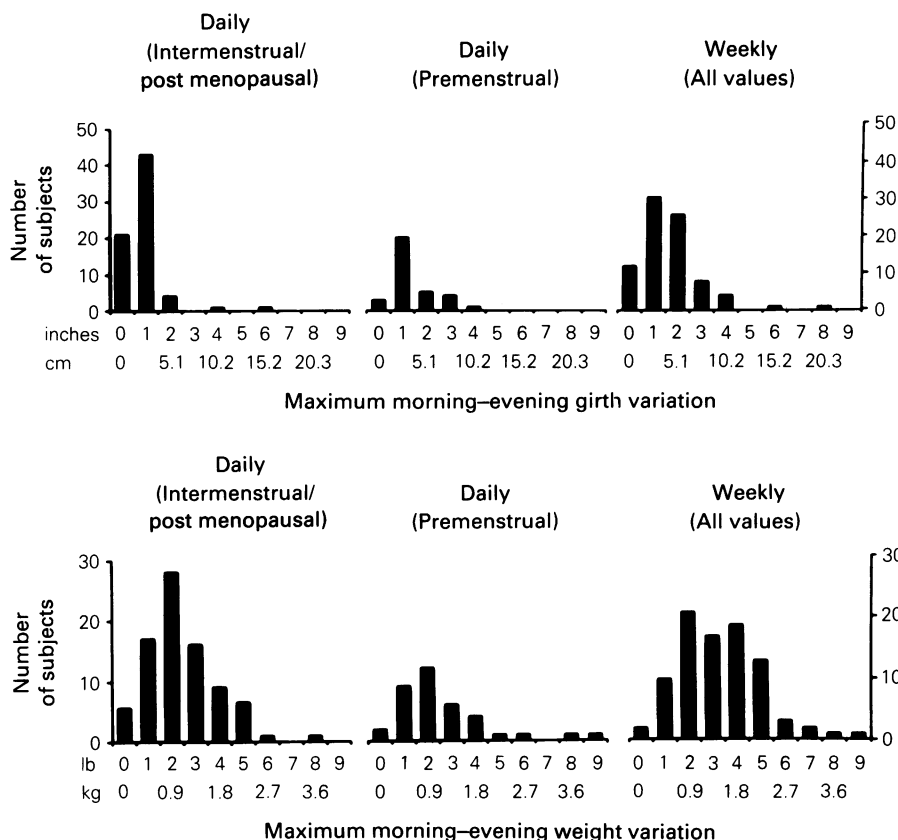 Daily
(Intermenstrual/
post menopausal)
Daily
(Premenstrual)
Weekly
(All values)
Number
of subjects
50
40
30
20
10
0
50
40
30
20
10
0
inches 0 1 2 3 4 5 6 7 8 9 0 1 2 3 4 5 6 7 8 9 0 1 2 3 4 5 6 7 8 9
cm 0 5.1 10.2 15.2 20.3 0 5.1 10.2 15.2 20.3 0 5.1 10.2 15.2 20.3
Maximum morning–evening girth variation
Daily
(Intermenstrual/
post menopausal)
Daily
(Premenstrual)
Weekly
(All values)
Number
of subjects
30
20
10
0
30
20
10
0
lb 0 1 2 3 4 5 6 7 8 9 0 1 2 3 4 5 6 7 8 9 0 1 2 3 4 5 6 7 8 9
kg 0 0.9 1.8 2.7 3.6 0 0.9 1.8 2.7 3.6 0 0.9 1.8 2.7 3.6
Maximum morning–evening weight variation